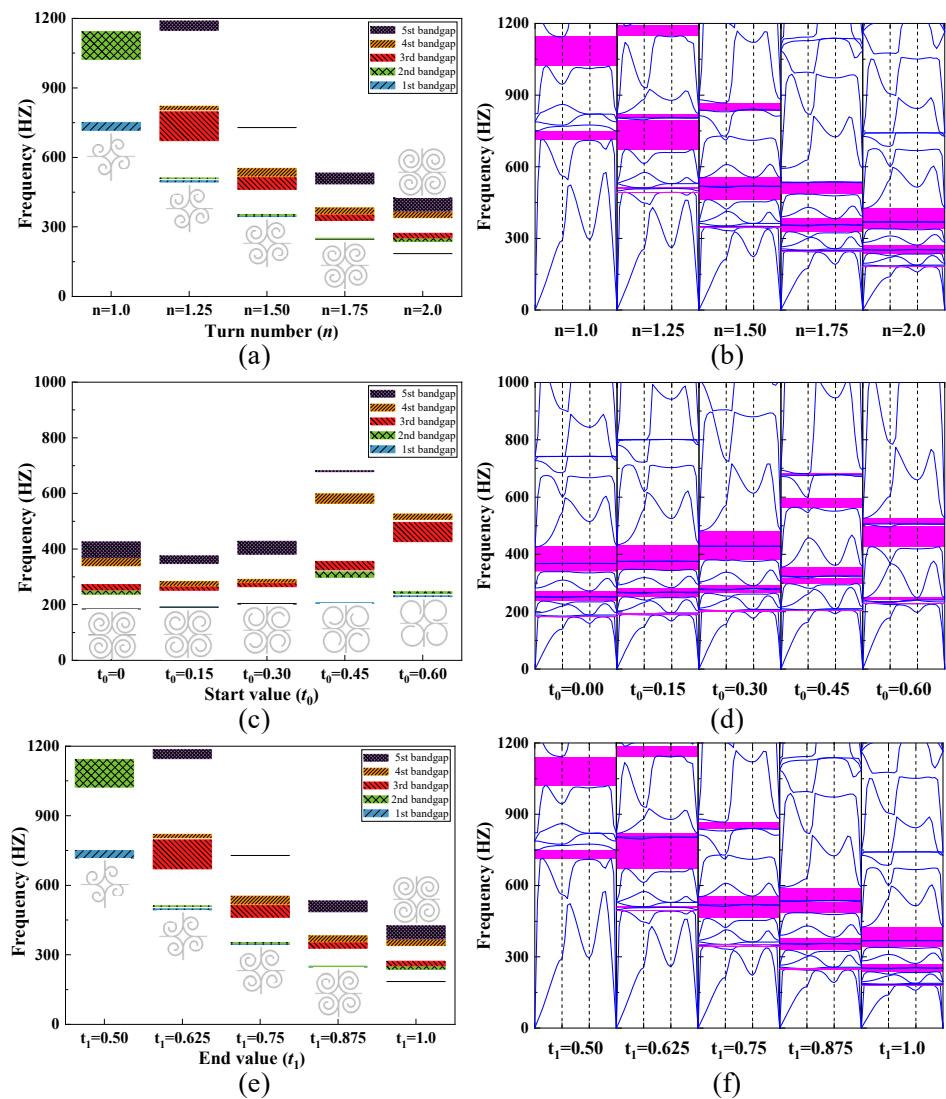 1200
900
600
300
0
Frequency (HZ)
5st bandgap
4st bandgap
3rd bandgap
2nd bandgap
1st bandgap
n=1.0 n=1.25 n=1.50 n=1.75 n=2.0
Turn number (n)
(a)
1200
900
600
300
0
Frequency (HZ)
n=1.0 n=1.25 n=1.50 n=1.75 n=2.0
(b)
1000
800
600
400
200
0
Frequency (HZ)
5st bandgap
4st bandgap
3rd bandgap
2nd bandgap
1st bandgap
t₀=0 t₀=0.15 t₀=0.30 t₀=0.45 t₀=0.60
Start value (t₀)
(c)
1000
800
600
400
200
0
Frequency (HZ)
t₀=0.00 t₀=0.15 t₀=0.30 t₀=0.45 t₀=0.60
(d)
1200
900
600
300
0
Frequency (HZ)
5st bandgap
4st bandgap
3rd bandgap
2nd bandgap
1st bandgap
t₁=0.50 t₁=0.625 t₁=0.75 t₁=0.875 t₁=1.0
End value (t₁)
(e)
1200
900
600
300
0
Frequency (HZ)
t₁=0.50 t₁=0.625 t₁=0.75 t₁=0.875 t₁=1.0
(f)